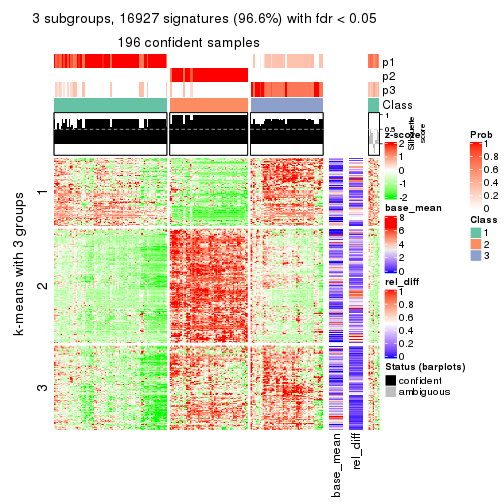 3 subgroups, 16927 signatures (96.6%) with fdr < 0.05
196 confident samples
p1
p2
p3
Class
1
0.5
0
Silhouette
score
k-means with 3 groups
1
2
3
base_mean
rel_diff
z-score
2
1
0
-1
-2
base_mean
8
6
4
2
0
rel_diff
1
0.8
0.6
0.4
0.2
0
Status (barplots)
confident
ambiguous
Prob
1
0.8
0.6
0.4
0.2
0
Class
1
2
3